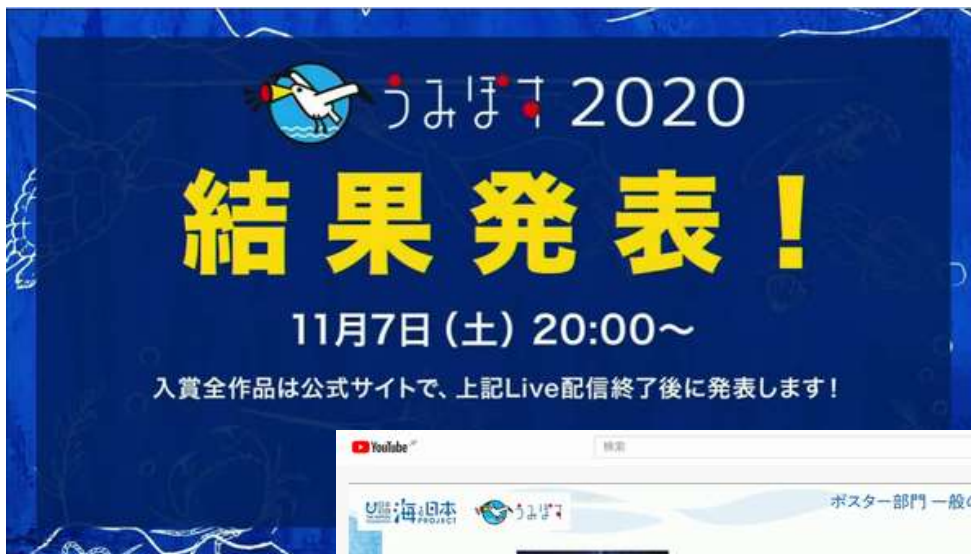 うみぽす 2020
結果発表！
11月7日（土）20:00～
入賞全作品は公式サイトで、上記Live配信終了後に発表します！
YouTube JP
検索
海と日本
PROJECT
うみぽす
ポスター部門 一般の